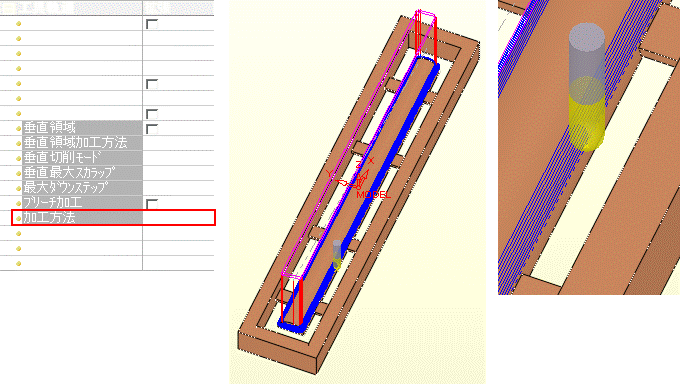 垂直領域
垂直領域加工方法
垂直切削モード
垂直最大スカラップ
最大ダウンステップ
フリーチ加工
加工方法
Z
X
Y
MODEL